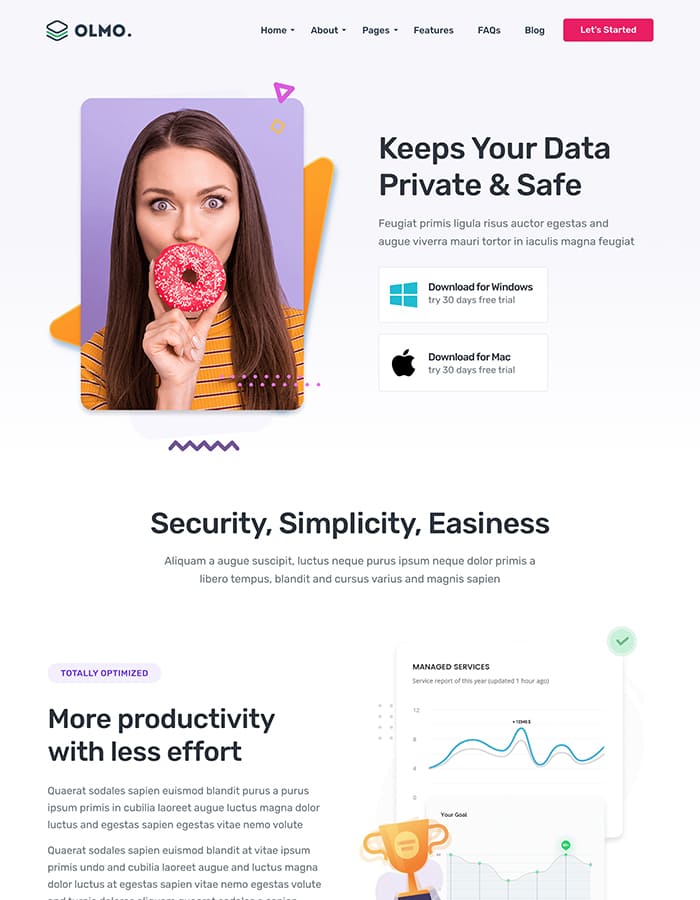 OLMO.
Home About Pages Features FAQs Blog Let's Started
Keeps Your Data
Private & Safe
Feugiat primis ligula risus auctor egestas and
augue viverra mauri tortor in iaculis magna feugiat
Download for Windows
try 30 days free trial
Download for Mac
try 30 days free trial
Security, Simplicity, Easiness
Aliquam a augue suscipit, luctus neque purus ipsum neque dolor primis a
libero tempus, blandit and cursus varius and magnis sapien
TOTALLY OPTIMIZED
More productivity
with less effort
Quaerat sodales sapien euismod blandit purus a purus
ipsum primis in cubilia laoreet augue luctus magna dolor
luctus and egestas sapien egestas vitae nemo volute
Quaerat sodales sapien euismod blandit at vitae ipsum
primis undo and cubilia laoreet augue and luctus magna
dolor luctus at egestas sapien vitae nemo egestas volute
MANAGED SERVICES
Service report of this year (updated 1 hour ago)
12
8
4
0
Your Goal